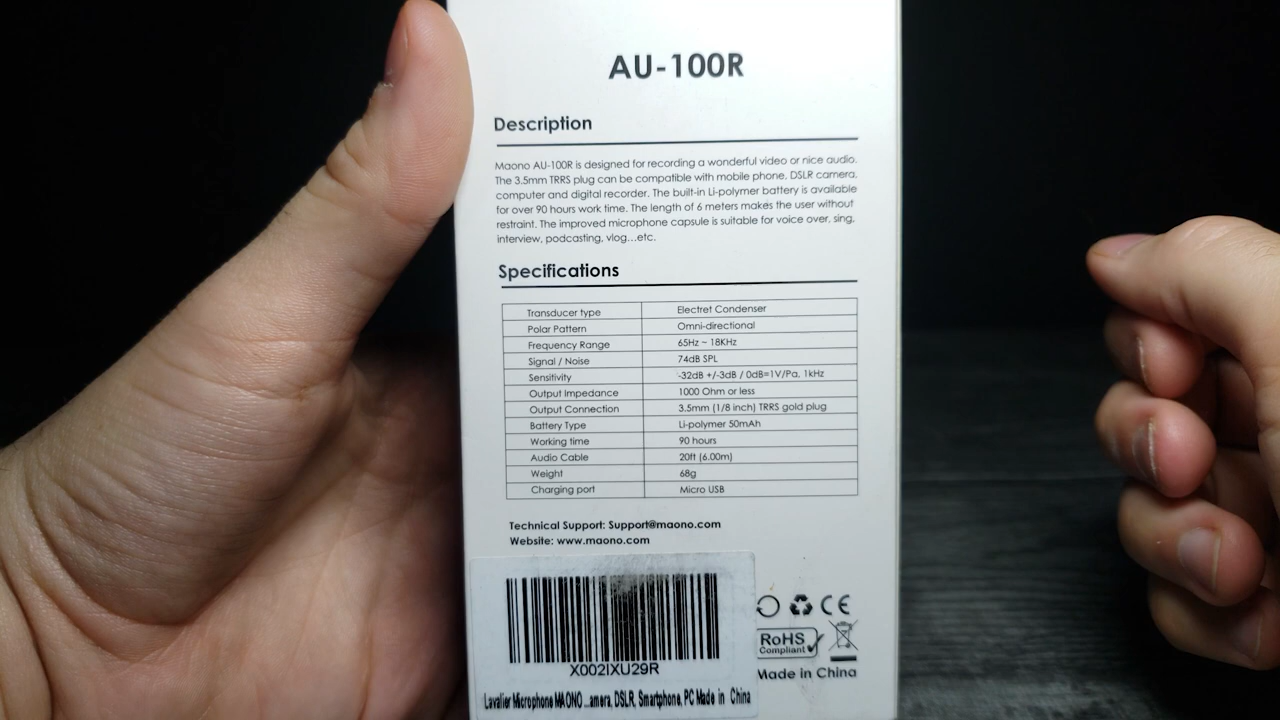 AU-100R
Description
Maono AU-100R is designed for recording a wonderful video or nice audio.
The 3.5mm TRRS plug can be compatible with mobile phone, DSLR camera,
computer and digital recorder. The built-in Li-polymer battery is available
for over 90 hours work time. The length of 6 meters makes the user without
restraint. The improved microphone capsule is suitable for voice over, sing,
interview, podcasting, vlog...etc.
Specifications
Transducer type Electret Condenser
Polar Pattern Omni-directional
Frequency Range 65Hz ~ 18KHz
Signal / Noise 74dB SPL
Sensitivity -32dB +/-3dB / 0dB=1V/Pa, 1kHz
Output Impedance 1000 Ohm or less
Output Connection 3.5mm (1/8 inch) TRRS gold plug
Battery Type Li-polymer 50mAh
Working time 90 hours
Audio Cable 20ft (6.00m)
Weight 68g
Charging port Micro USB
Technical Support: Support@maono.com
Website: www.maono.com
X002IXU29R
Lavalier Microphone MAONO ...amera, DSLR, Smartphone, PC Made in China
CE
RoHS
Compliant
Made in China